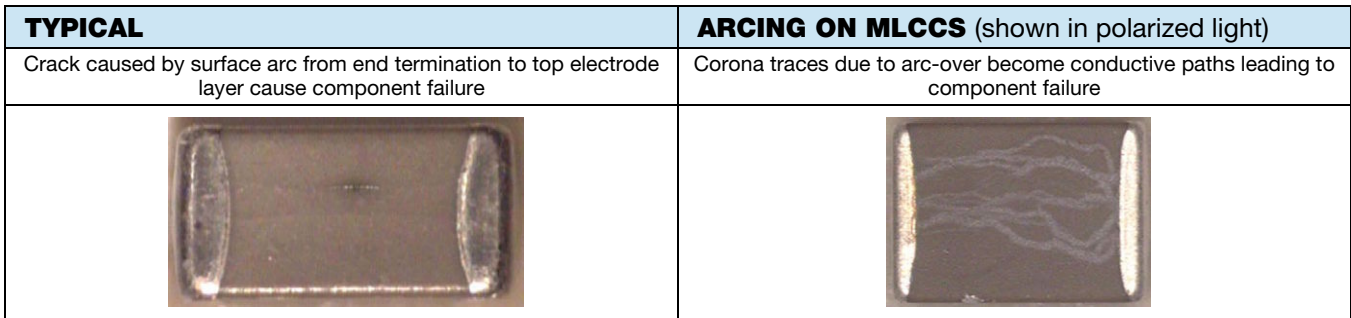 TYPICAL
ARCING ON MLCCS (shown in polarized light)
Crack caused by surface arc from end termination to top electrode
layer cause component failure
Corona traces due to arc-over become conductive paths leading to
component failure